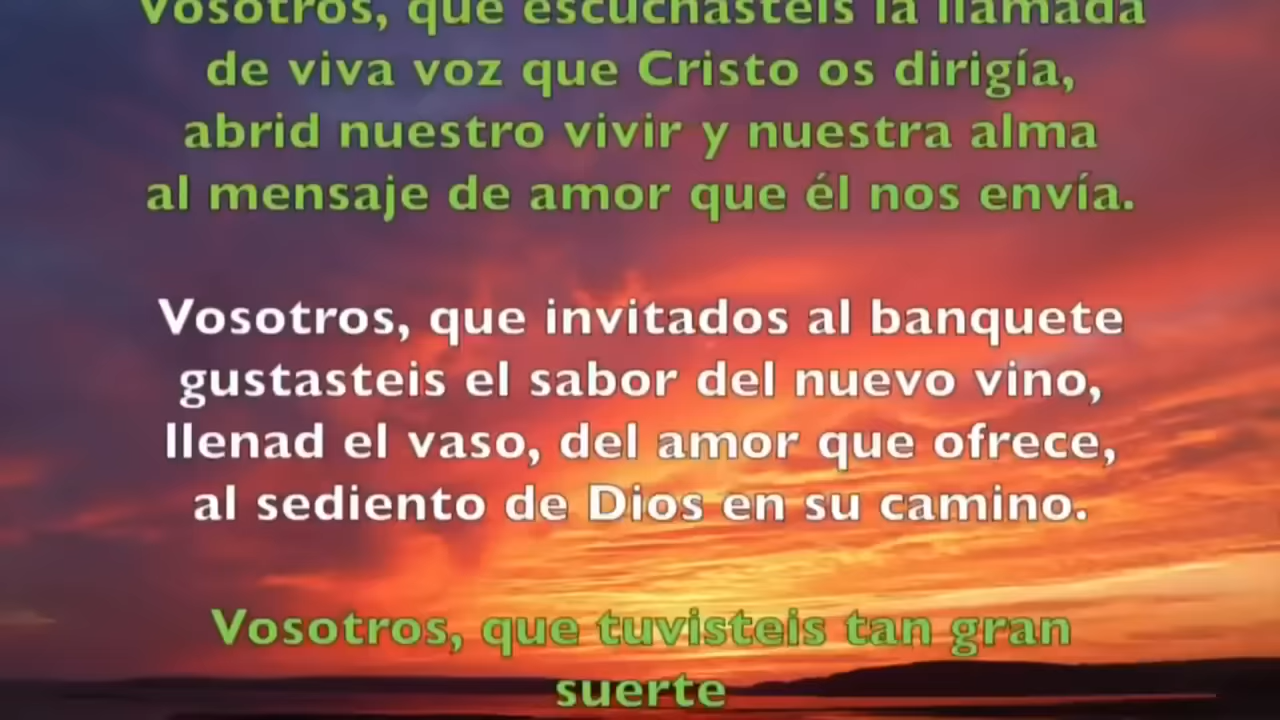 Vosotros, que escuchasteis la llamada
de viva voz que Cristo os dirigía,
abrid nuestro vivir y nuestra alma
al mensaje de amor que él nos envía.
Vosotros, que invitados al banquete
gustasteis el sabor del nuevo vino,
llenad el vaso, del amor que ofrece,
al sediento de Dios en su camino.
Vosotros, que tuvisteis tan gran
suerte